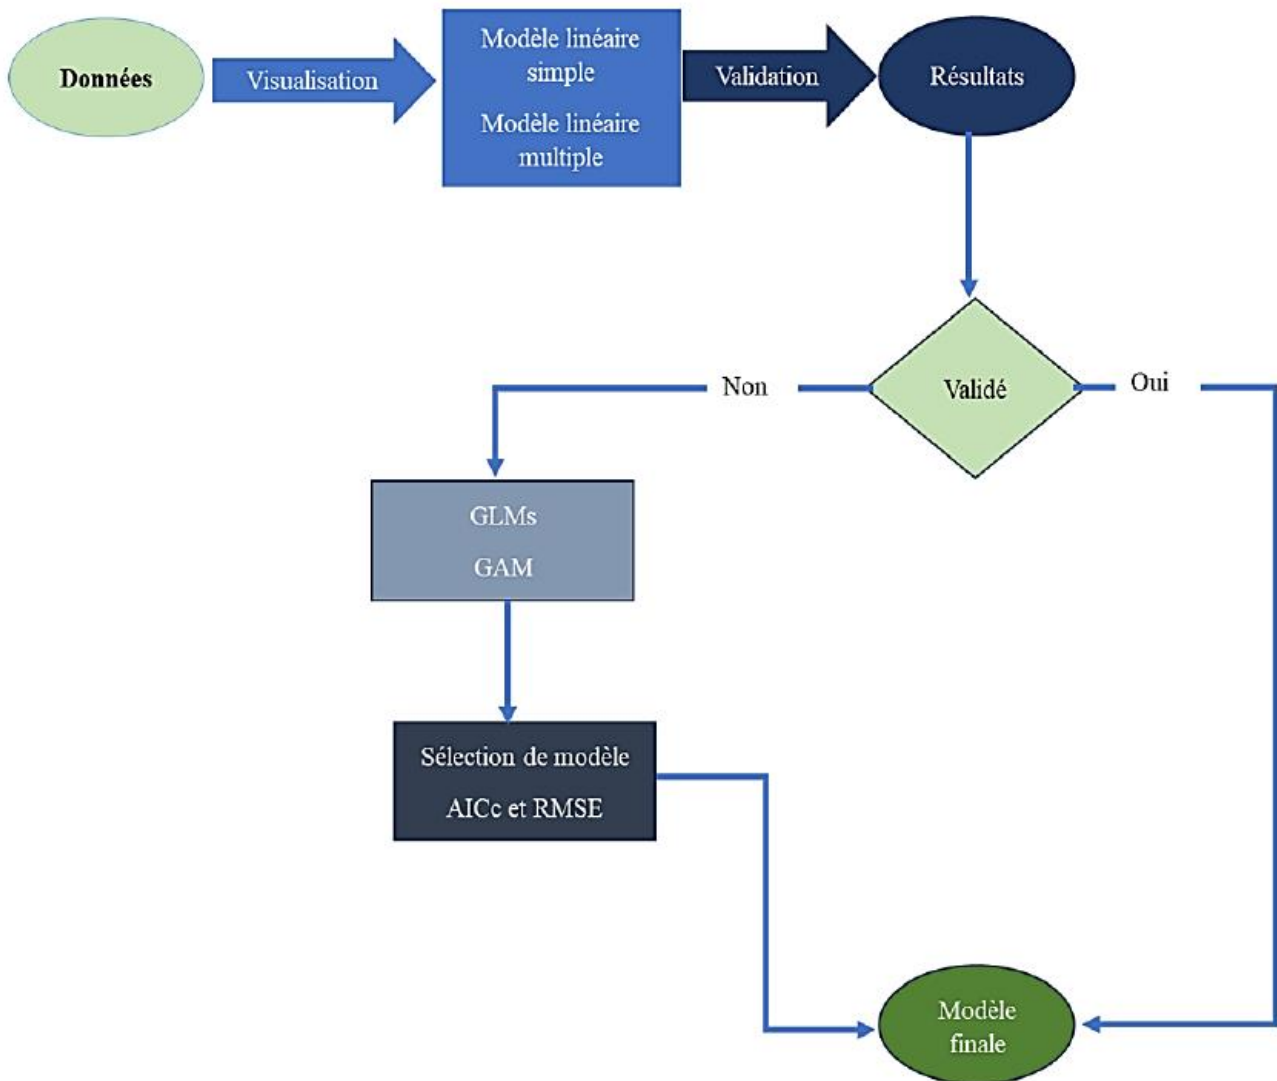 Données
Visualisation
Modèle linéaire
simple
Modèle linéaire
multiple
Validation
Résultats
Validé
Non
Oui
GLMs
GAM
Sélection de modèle
AICc et RMSE
Modèle
finale